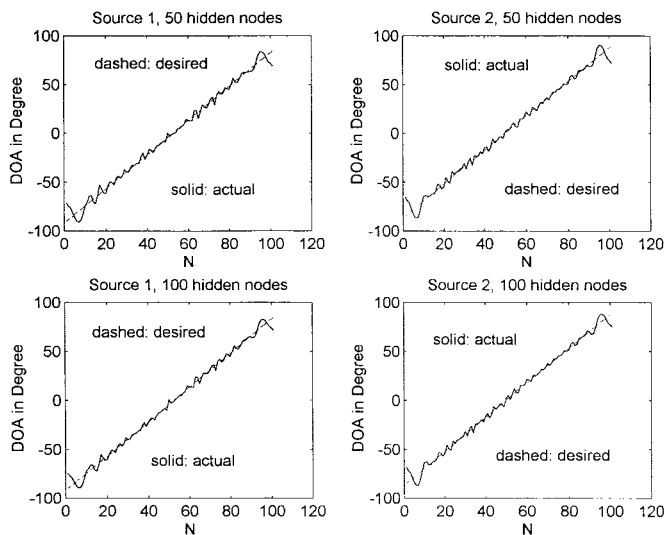 Source 1, 50 hidden nodes
100
50
0
-50
-100
DOA in Degree
dashed: desired
solid: actual
0 20 40 60 80 100 120
N
Source 2, 50 hidden nodes
100
50
0
-50
-100
DOA in Degree
solid: actual
dashed: desired
0 20 40 60 80 100 120
N
Source 1, 100 hidden nodes
100
50
0
-50
-100
DOA in Degree
dashed: desired
solid: actual
0 20 40 60 80 100 120
N
Source 2, 100 hidden nodes
100
50
0
-50
-100
DOA in Degree
solid: actual
dashed: desired
0 20 40 60 80 100 120
N